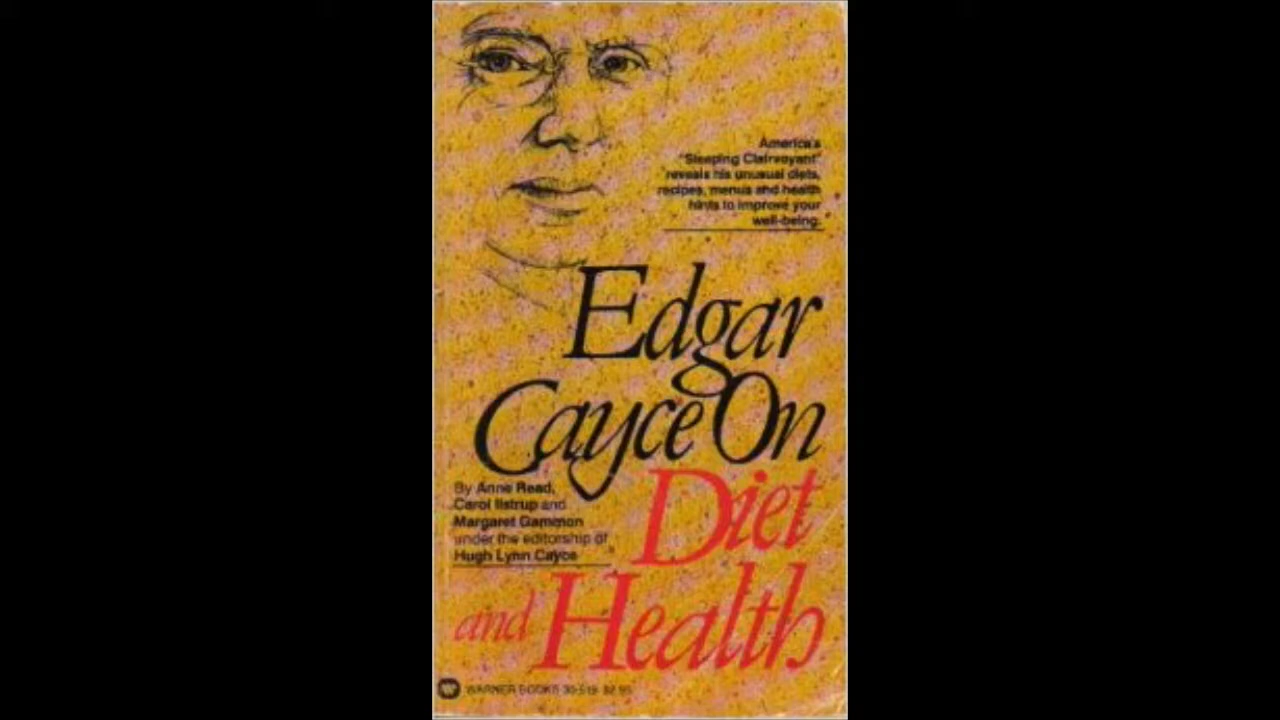 America's
"Sleeping Clairvoyant"
reveals his unusual diets,
recipes, menus and health
hints to improve your
well-being.
Edgar
Cayce On
Diet
and Health
By Anne Read,
Carol Ilstrup and
Margaret Gammon
under the editorship of
Hugh Lynn Cayce
WARNER BOOKS